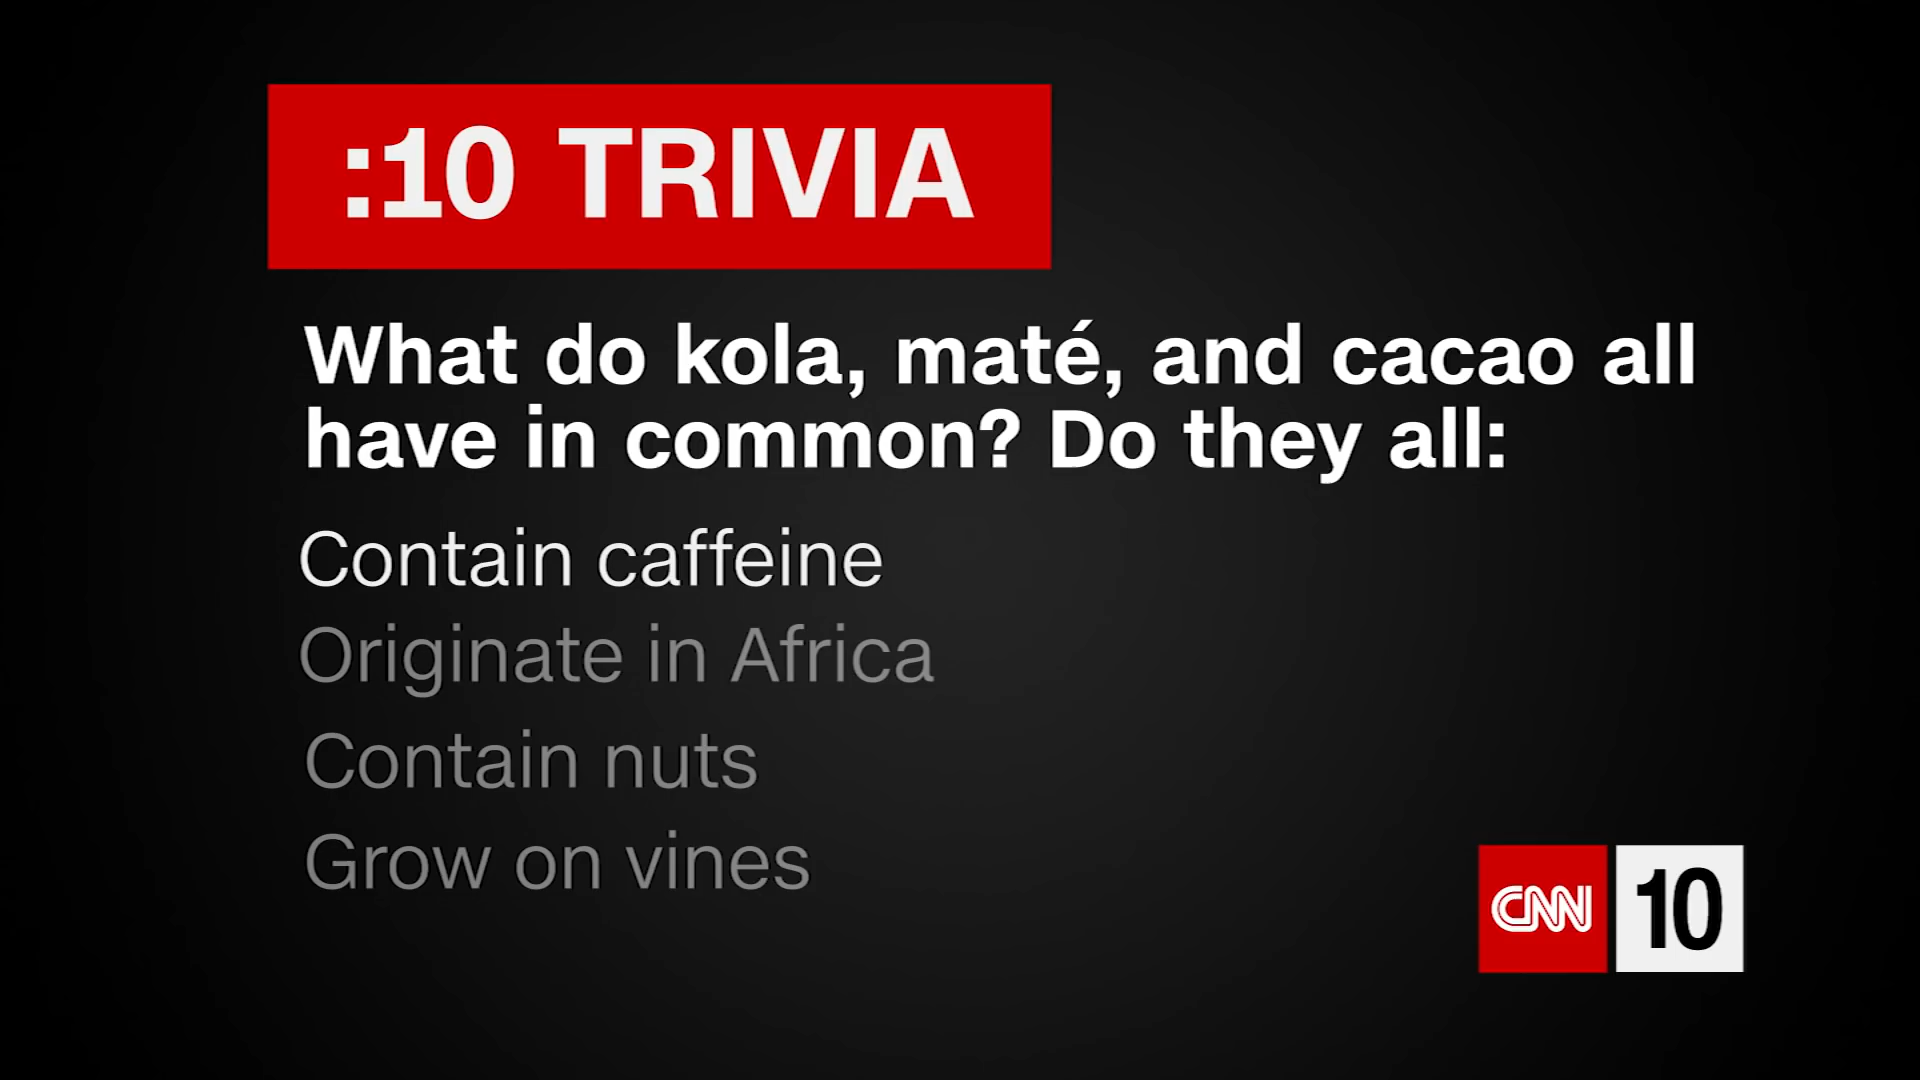 :10 TRIVIA
What do kola, maté, and cacao all
have in common? Do they all:
Contain caffeine
Originate in Africa
Contain nuts
Grow on vines
CNN 10